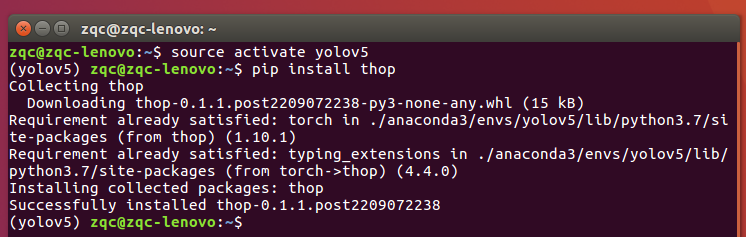 zqc@zqc-lenovo: ~
zqc@zqc-lenovo:~$ source activate yolov5
(yolov5) zqc@zqc-lenovo:~$ pip install thop
Collecting thop
  Downloading thop-0.1.1.post2209072238-py3-none-any.whl (15 kB)
Requirement already satisfied: torch in ./anaconda3/envs/yolov5/lib/python3.7/si
te-packages (from thop) (1.10.1)
Requirement already satisfied: typing_extensions in ./anaconda3/envs/yolov5/lib/
python3.7/site-packages (from torch->thop) (4.4.0)
Installing collected packages: thop
Successfully installed thop-0.1.1.post2209072238
(yolov5) zqc@zqc-lenovo:~$